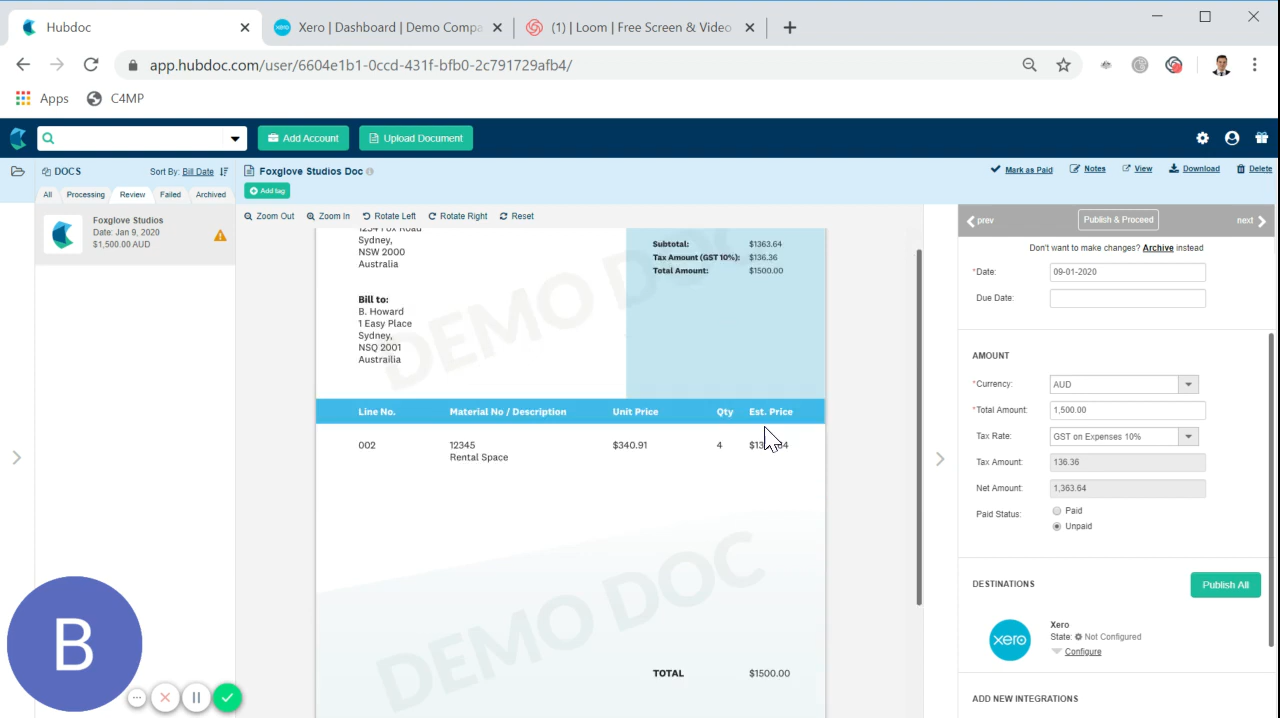 Hubdoc
Xero | Dashboard | Demo Compa
(1) | Loom | Free Screen & Video
app.hubdoc.com/user/6604e1b1-0ccd-431f-bfb0-2c791729afb4/
Apps
C4MP
Add Account
Upload Document
DOCS
Sort By: Bill Date
All
Processing
Review
Failed
Archived
Foxglove Studios
Date: Jan 9, 2020
$1,500.00 AUD
Foxglove Studios Doc
Add tag
Mark as Paid
Notes
View
Download
Delete
Zoom Out
Zoom In
Rotate Left
Rotate Right
Reset
1234 Fox Road
Sydney,
NSW 2000
Australia
Subtotal: $1363.64
Tax Amount (GST 10%): $136.36
Total Amount: $1500.00
Bill to:
B. Howard
1 Easy Place
Sydney,
NSQ 2001
Austrailia
DEMO DOC
Line No. Material No / Description Unit Price Qty Est. Price
002 12345 $340.91 4
Rental Space
DEMO DOC
TOTAL $1500.00
prev
Publish & Proceed
next
Don't want to make changes? Archive instead
*Date: 09-01-2020
Due Date:
AMOUNT
*Currency: AUD
*Total Amount: 1,500.00
Tax Rate: GST on Expenses 10%
Tax Amount: 136.36
Net Amount: 1,363.64
Paid Status: Paid
Unpaid
DESTINATIONS
Publish All
xero
Xero
State: Not Configured
Configure
ADD NEW INTEGRATIONS
B